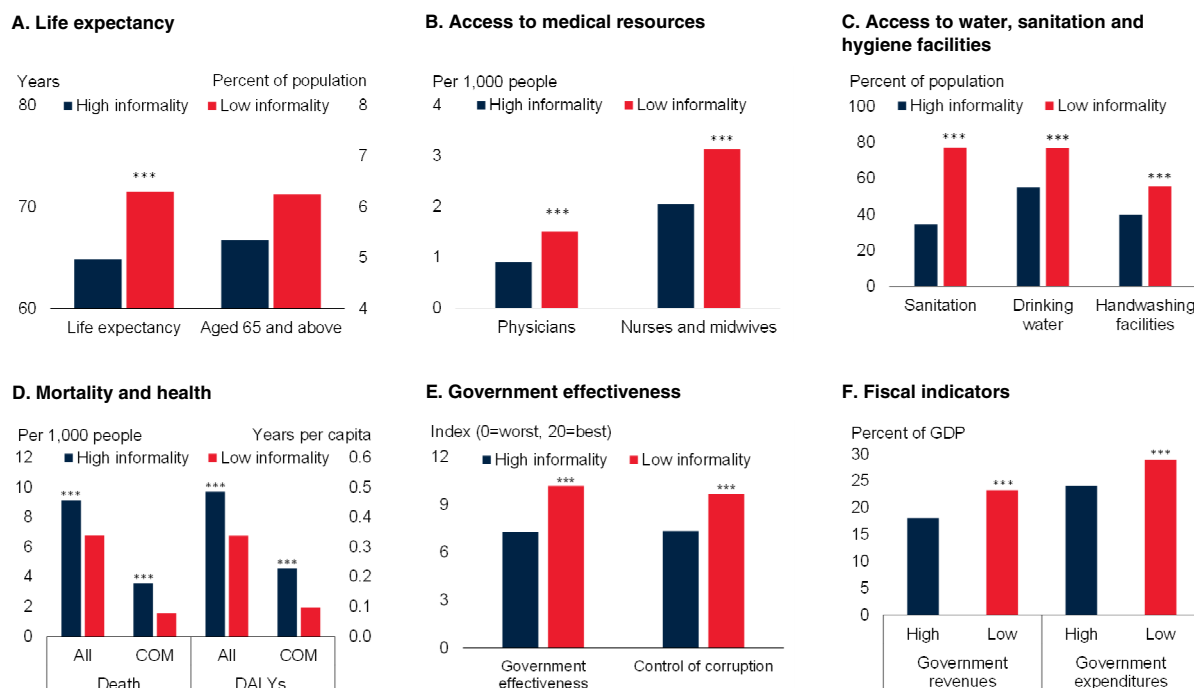 A. Life expectancy
Years
Percent of population
80
8
High informality
Low informality
7
***
70
6
5
60
4
Life expectancy
Aged 65 and above
B. Access to medical resources
Per 1,000 people
4
High informality
Low informality
***
3
***
2
1
0
Physicians
Nurses and midwives
C. Access to water, sanitation and
hygiene facilities
Percent of population
100
High informality
Low informality
80
***
***
***
60
40
20
0
Sanitation
Drinking
water
Handwashing
facilities
D. Mortality and health
Per 1,000 people
Years per capita
12
0.6
High informality
Low informality
10
0.5
***
***
8
0.4
6
0.3
4
0.2
***
***
2
0.1
0
0.0
All
COM
All
COM
Death
DALYs
E. Government effectiveness
Index (0=worst, 20=best)
12
High informality
Low informality
***
***
9
6
3
0
Government
effectiveness
Control of corruption
F. Fiscal indicators
Percent of GDP
30
***
25
***
20
15
10
5
0
High
Low
High
Low
Government
revenues
Government
expenditures